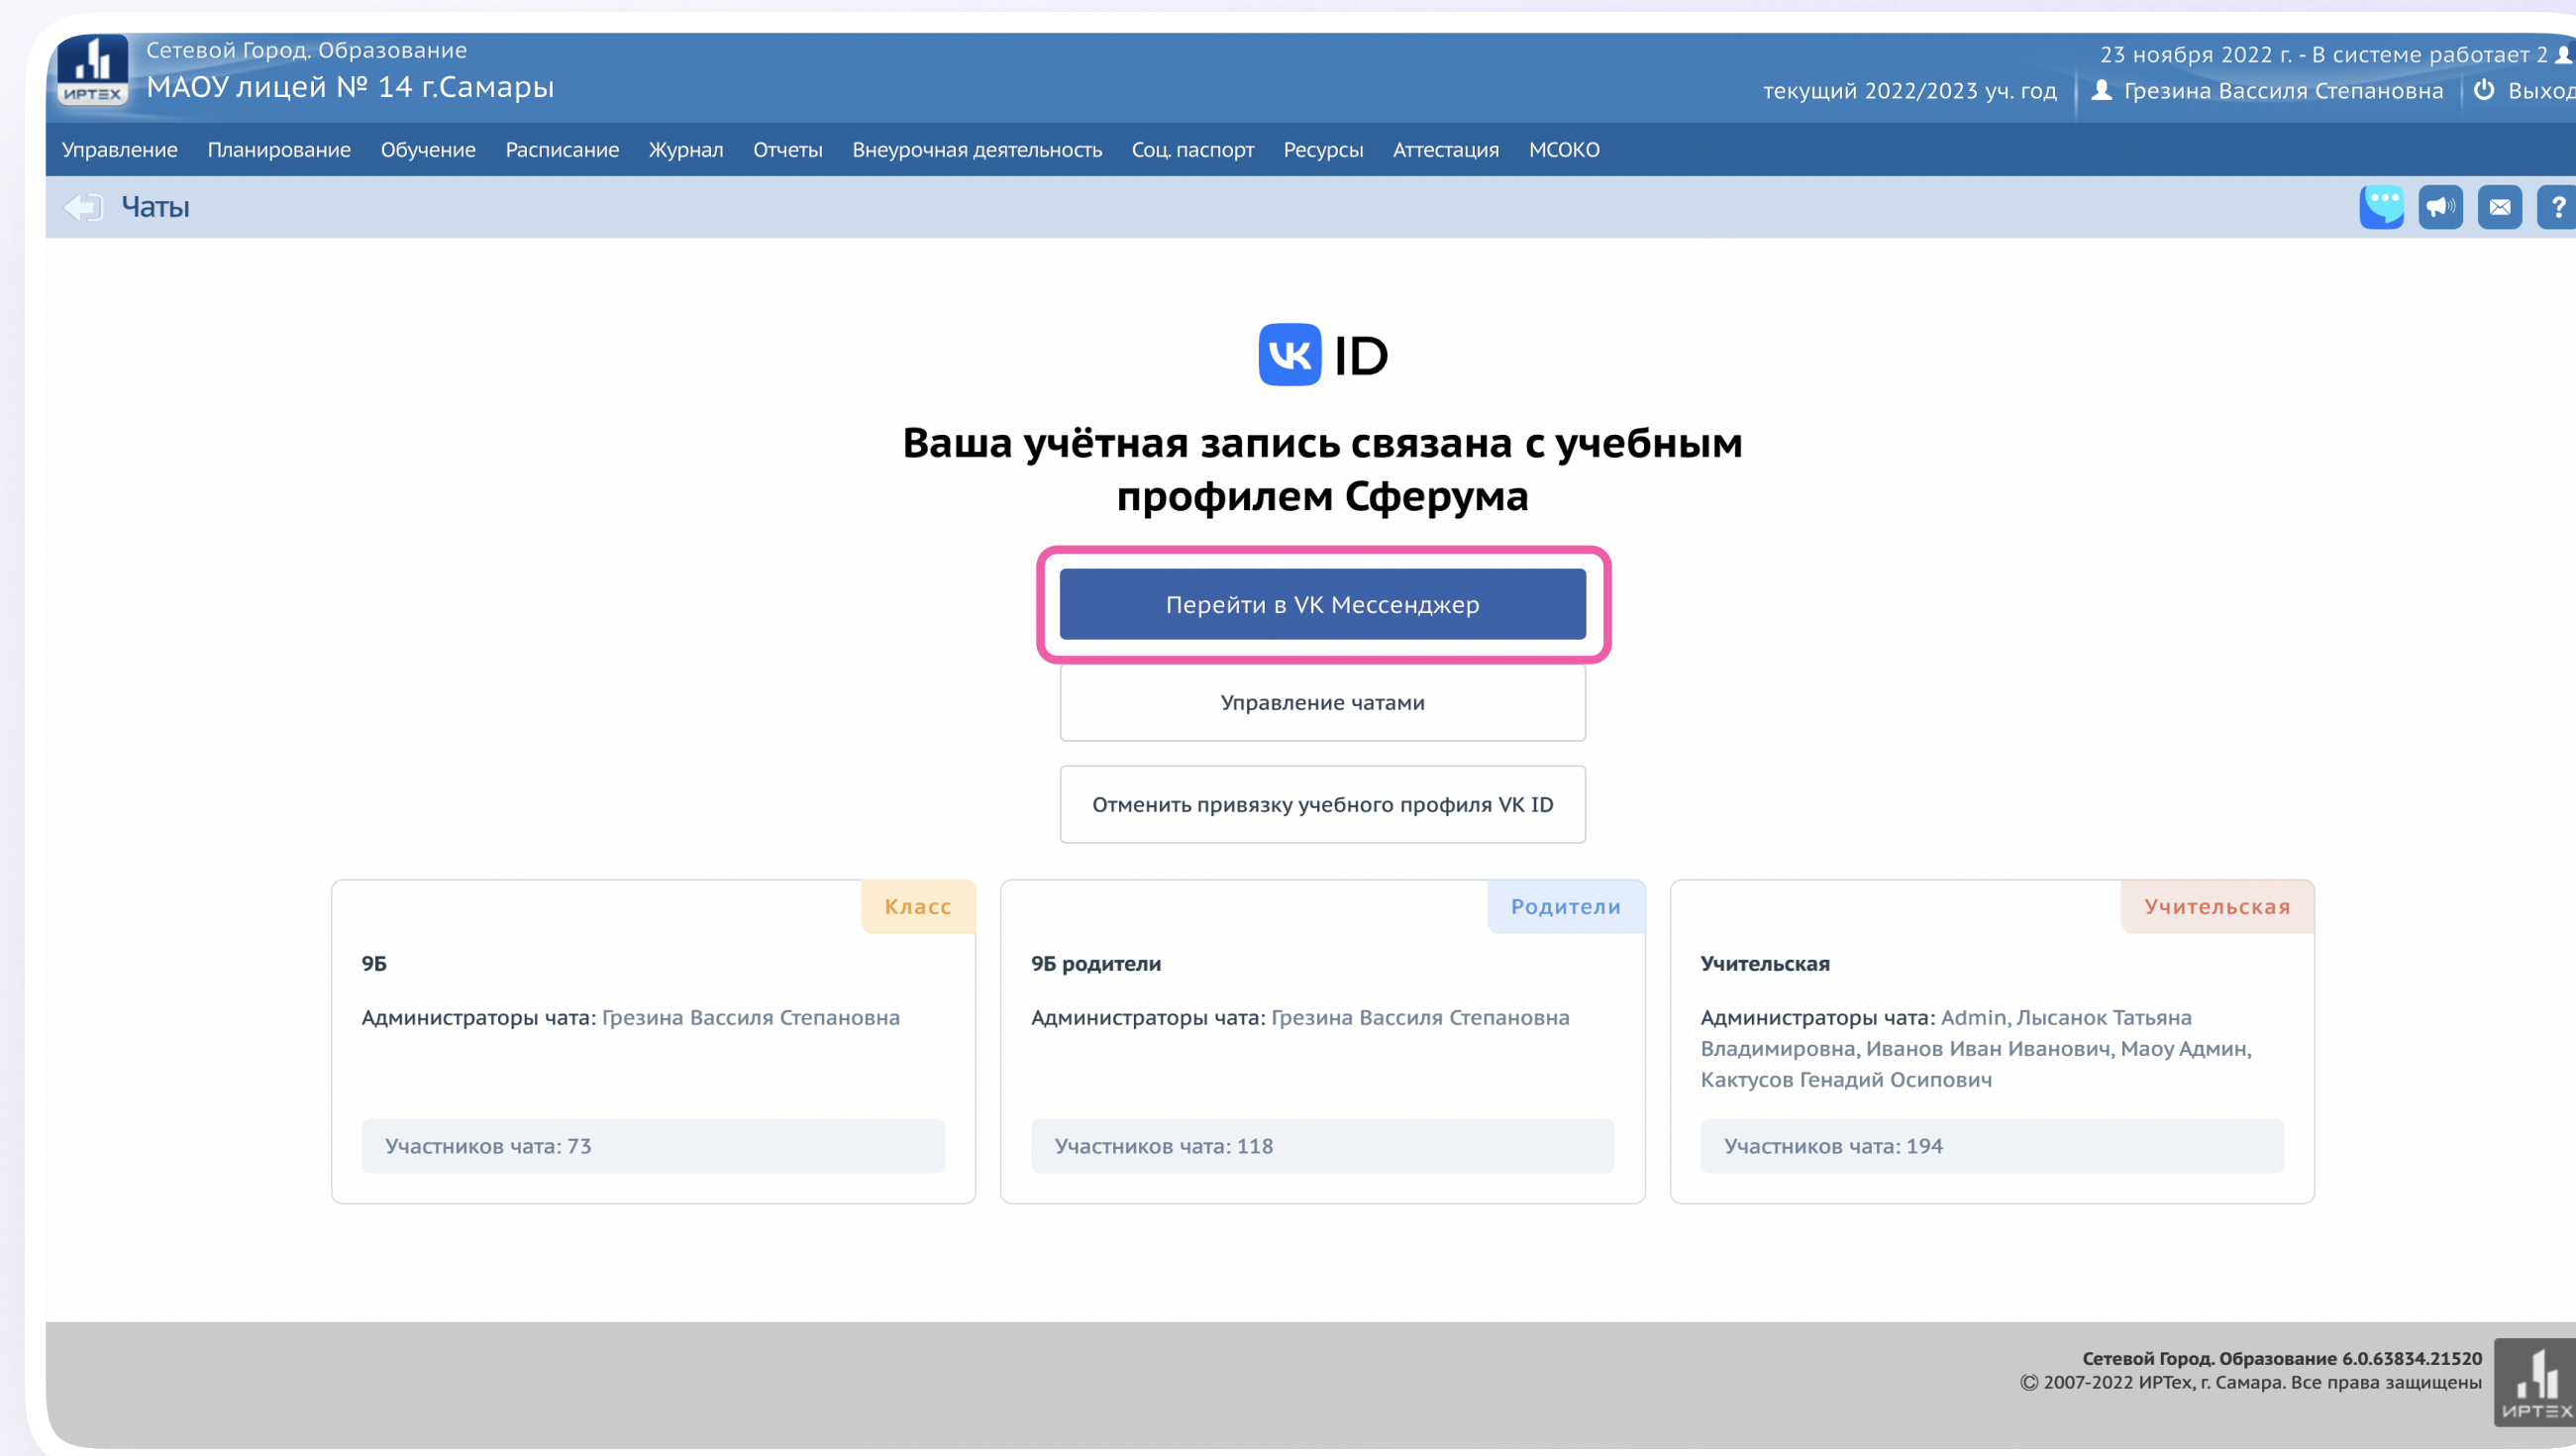 Сетевой Город. Образование
МАОУ лицей № 14 г.Самары
ИРТЕХ
23 ноября 2022 г. - В системе работает 2
текущий 2022/2023 уч. год
Грезина Вассиля Степановна
Выход
Управление Планирование Обучение Расписание Журнал Отчеты Внеурочная деятельность Соц. паспорт Ресурсы Аттестация МСОКО
Чаты
?
VK ID
Ваша учётная запись связана с учебным
профилем Сферума
Перейти в VK Мессенджер
Управление чатами
Отменить привязку учебного профиля VK ID
Класс
9Б
Администраторы чата: Грезина Вассиля Степановна
Участников чата: 73
Родители
9Б родители
Администраторы чата: Грезина Вассиля Степановна
Участников чата: 118
Учительская
Учительская
Администраторы чата: Admin, Лысанок Татьяна
Владимировна, Иванов Иван Иванович, Маоу Админ,
Кактусов Генадий Осипович
Участников чата: 194
Сетевой Город. Образование 6.0.63834.21520
© 2007-2022 ИРТех, г. Самара. Все права защищены
ИРТЕХ